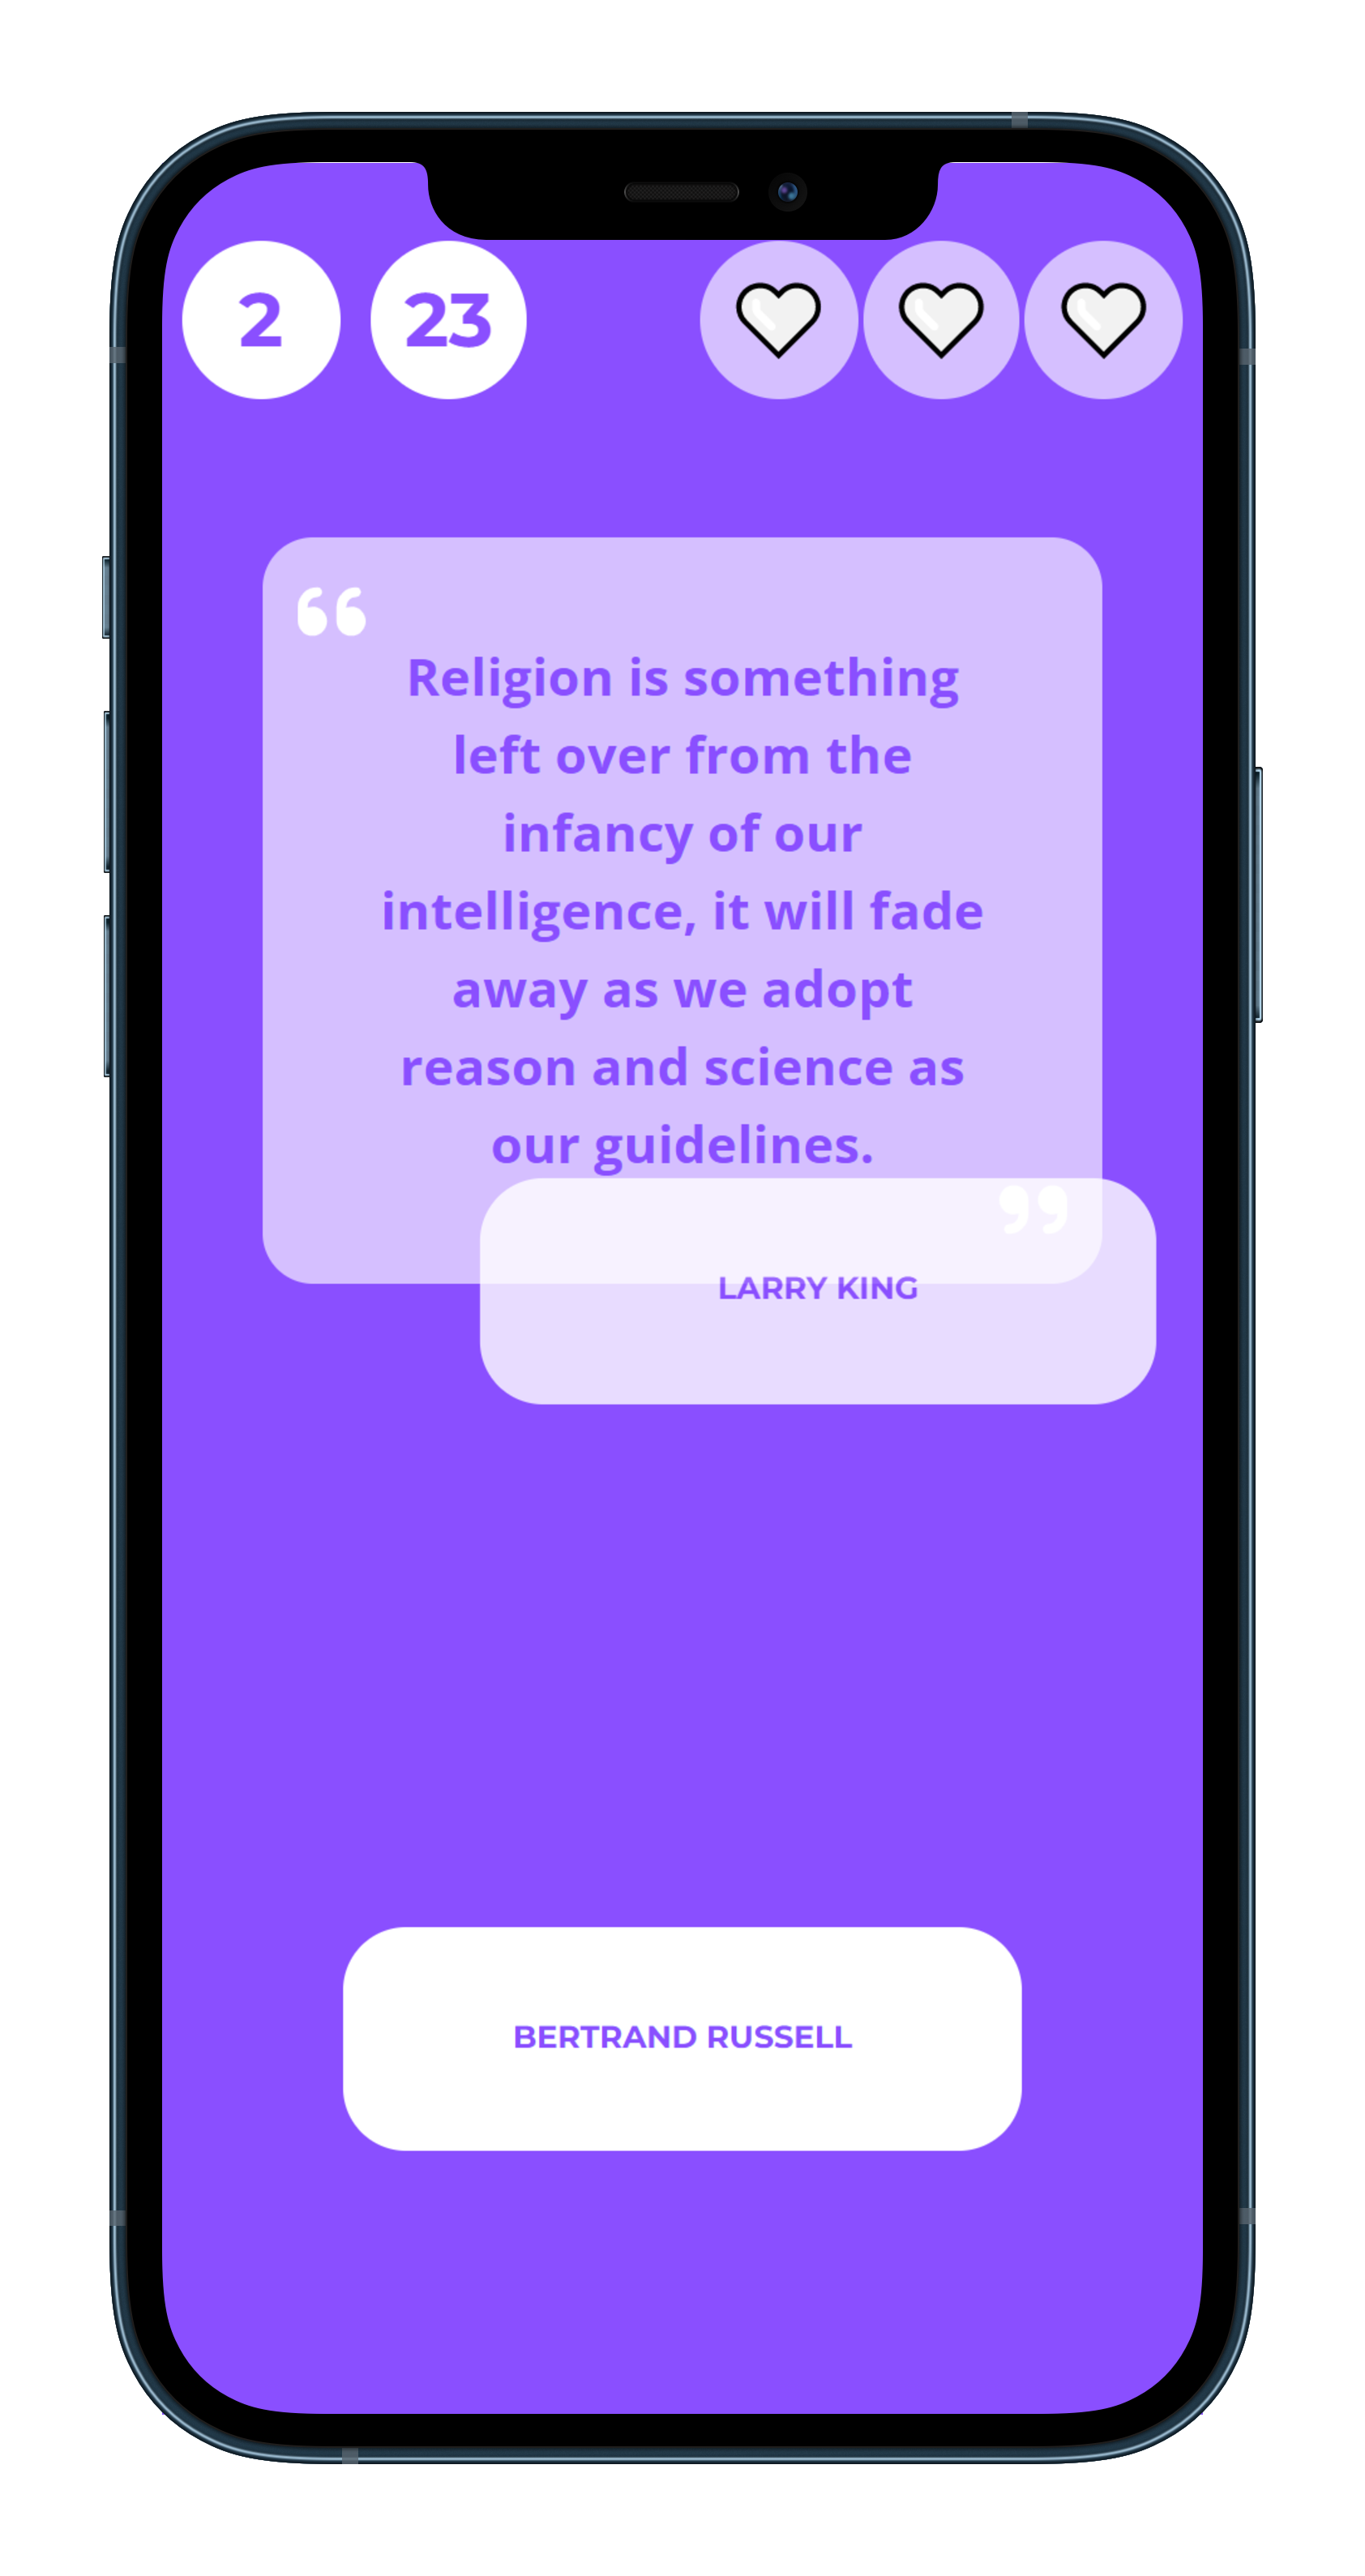 2 23
“
Religion is something
left over from the
infancy of our
intelligence, it will fade
away as we adopt
reason and science as
our guidelines.
”
LARRY KING
BERTRAND RUSSELL